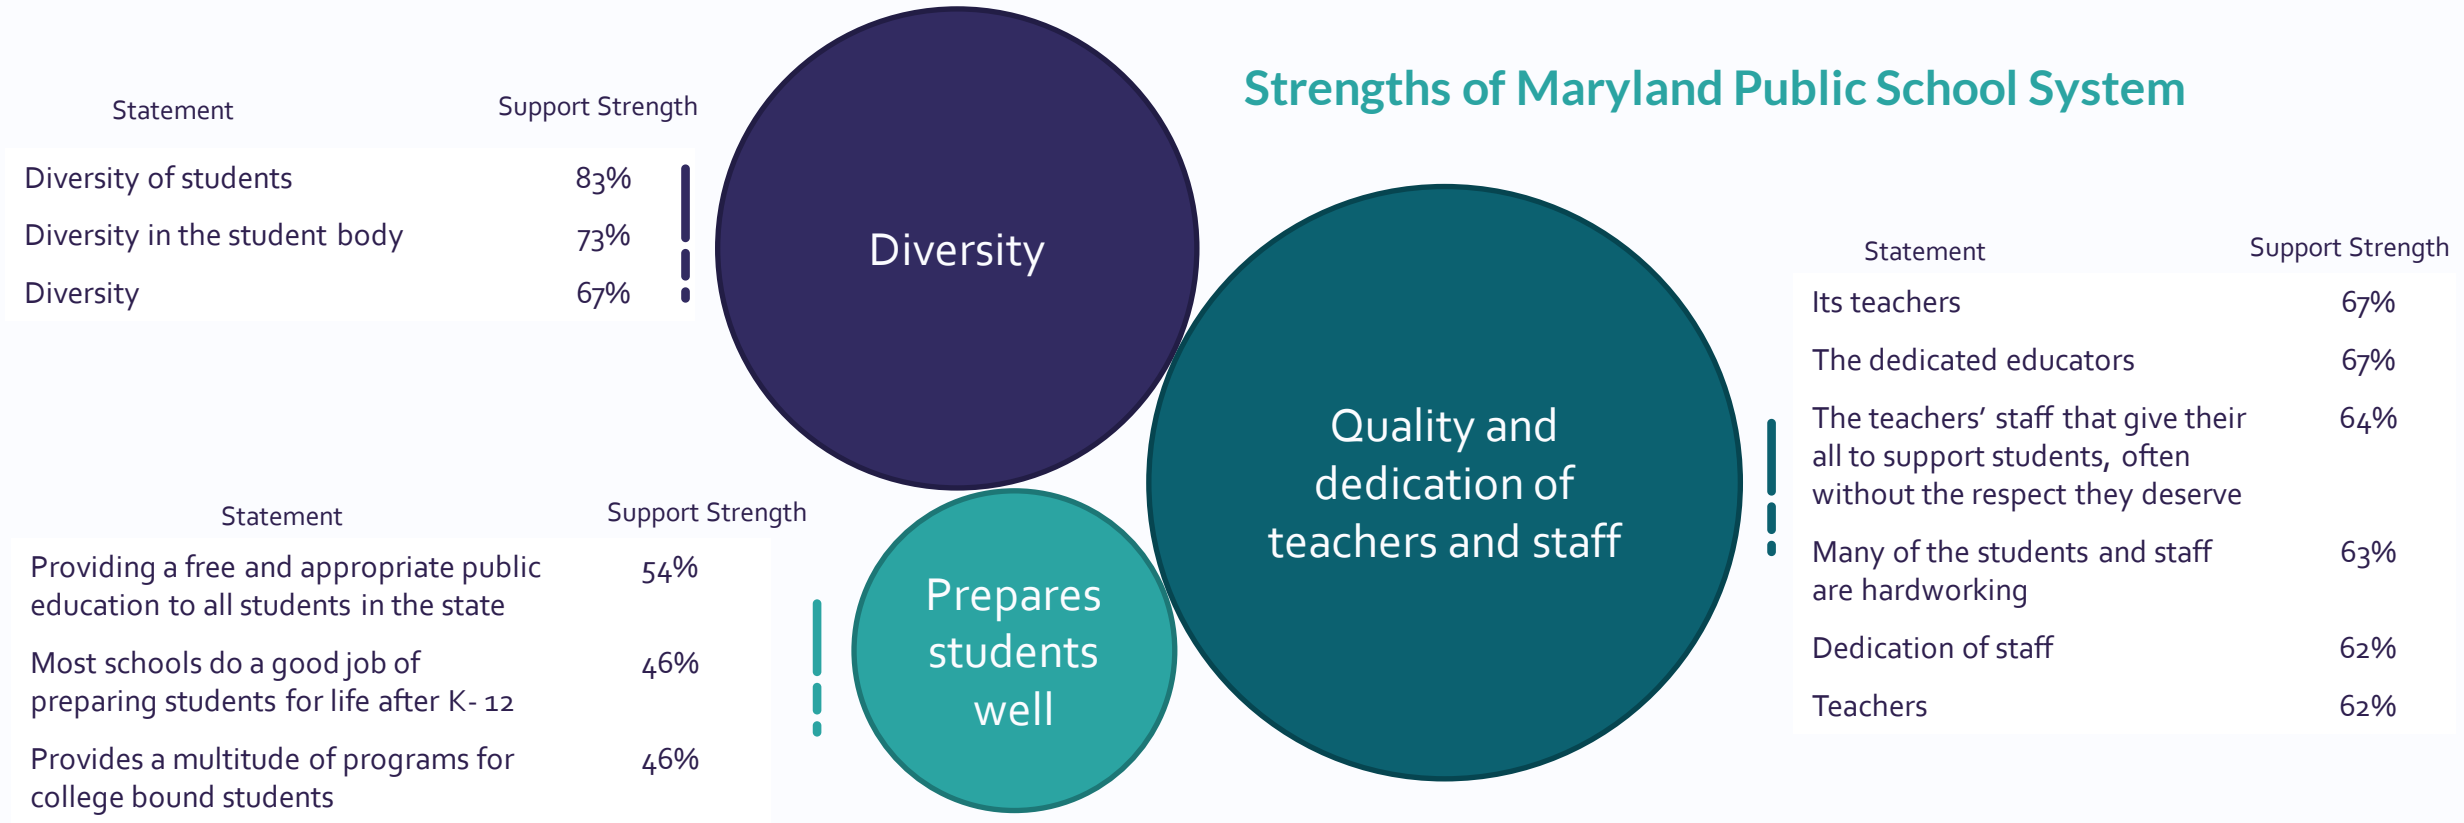 Strengths of Maryland Public School System
Statement Support Strength
Diversity of students 83%
Diversity in the student body 73%
Diversity 67%
Diversity
Statement Support Strength
Its teachers 67%
The dedicated educators 67%
The teachers’ staff that give their 64%
all to support students, often
without the respect they deserve
Many of the students and staff 63%
are hardworking
Dedication of staff 62%
Teachers 62%
Quality and
dedication of
teachers and staff
Statement Support Strength
Providing a free and appropriate public 54%
education to all students in the state
Most schools do a good job of 46%
preparing students for life after K- 12
Provides a multitude of programs for 46%
college bound students
Prepares
students
well